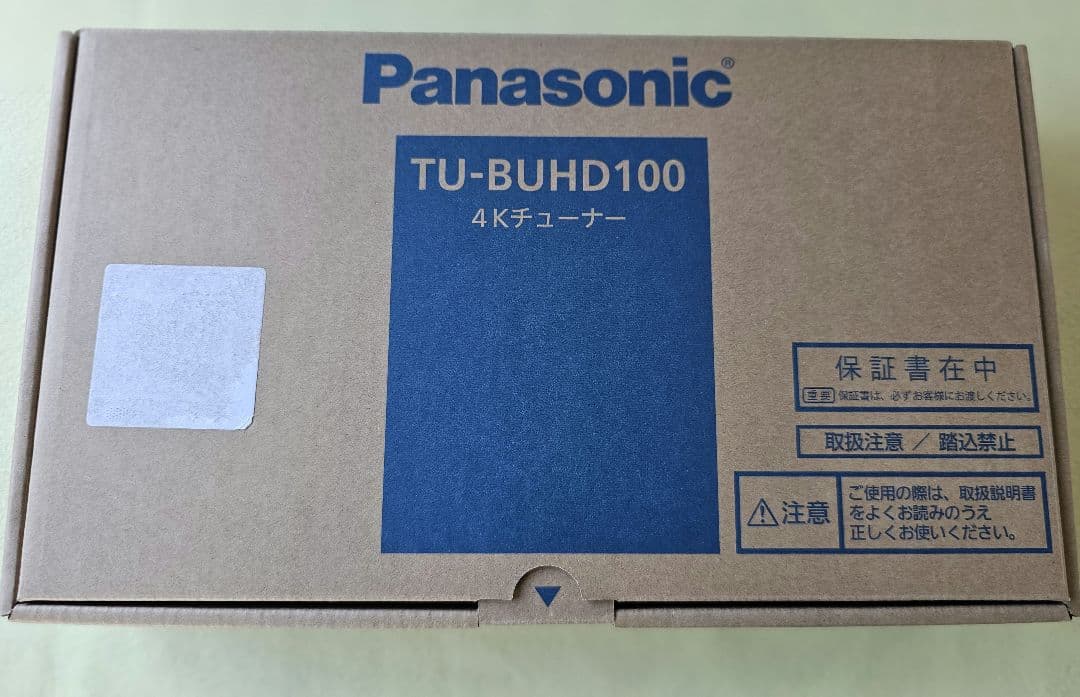 Panasonic®
TU-BUHD100
4Kチューナー
保証書在中
重要 保証書は、必ずお客様にお渡しください。
取扱注意／踏込禁止
注意
ご使用の際は、取扱説明書
をよくお読みのうえ
正しくお使いください。